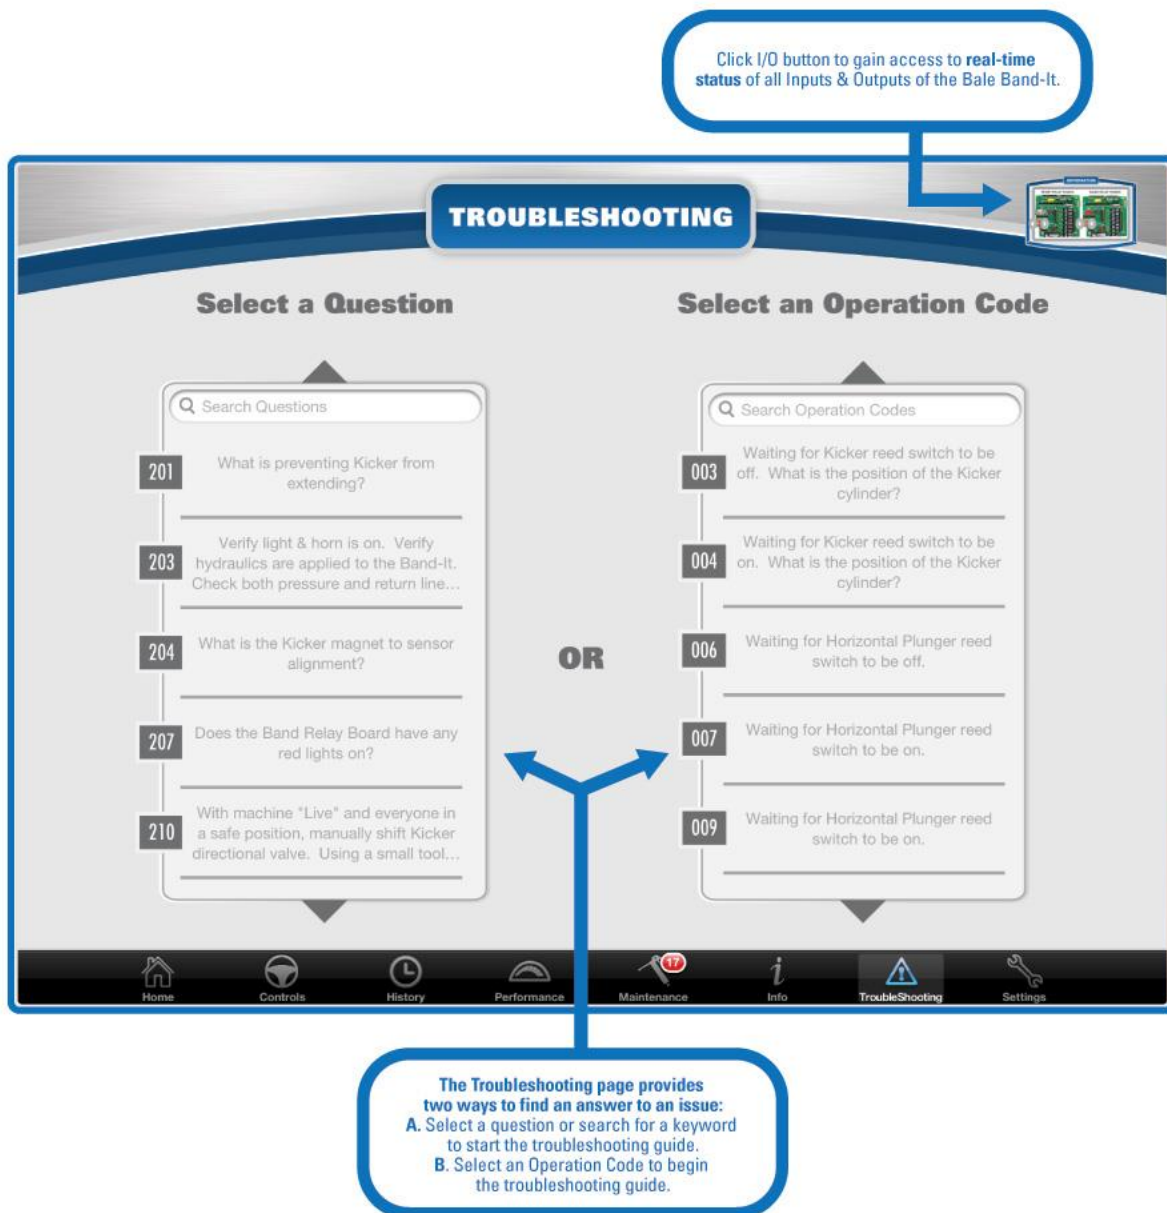 Click I/O button to gain access to real-time
status of all Inputs & Outputs of the Bale Band-It.
TROUBLESHOOTING
Select a Question
Search Questions
201
What is preventing Kicker from
extending?
203
Verify light & horn is on. Verify
hydraulics are applied to the Band-It.
Check both pressure and return line...
204
What is the Kicker magnet to sensor
alignment?
207
Does the Band Relay Board have any
red lights on?
210
With machine "Live" and everyone in
a safe position, manually shift Kicker
directional valve. Using a small tool...
OR
Select an Operation Code
Search Operation Codes
003
Waiting for Kicker reed switch to be
off. What is the position of the Kicker
cylinder?
004
Waiting for Kicker reed switch to be
on. What is the position of the Kicker
cylinder?
006
Waiting for Horizontal Plunger reed
switch to be off.
007
Waiting for Horizontal Plunger reed
switch to be on.
009
Waiting for Horizontal Plunger reed
switch to be on.
17
Home
Controls
History
Performance
Maintenance
Info
TroubleShooting
Settings
The Troubleshooting page provides
two ways to find an answer to an issue:
A. Select a question or search for a keyword
to start the troubleshooting guide.
B. Select an Operation Code to begin
the troubleshooting guide.